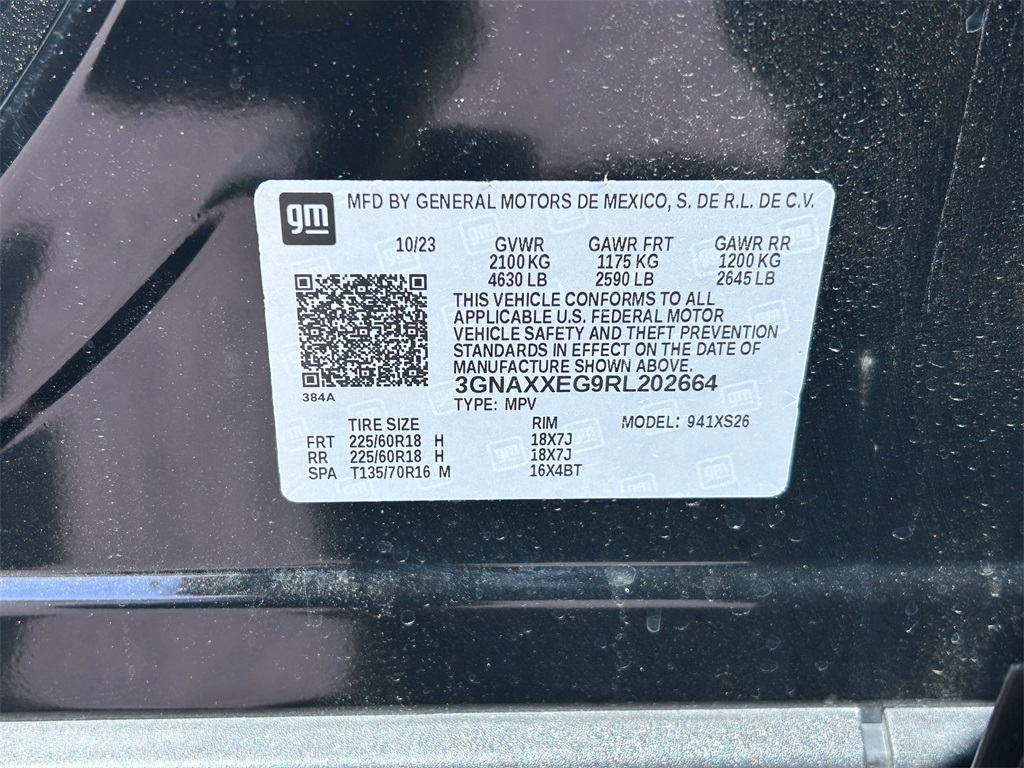 gm MFD BY GENERAL MOTORS DE MEXICO, S. DE R.L. DE C.V.
10/23 GVWR GAWR FRT GAWR RR
2100 KG 1175 KG 1200 KG
4630 LB 2590 LB 2645 LB
THIS VEHICLE CONFORMS TO ALL
APPLICABLE U.S. FEDERAL MOTOR
VEHICLE SAFETY AND THEFT PREVENTION
STANDARDS IN EFFECT ON THE DATE OF
MANUFACTURE SHOWN ABOVE.
3GNAXXEG9RL202664
384A
TYPE: MPV
TIRE SIZE RIM MODEL: 941XS26
FRT 225/60R18 H 18X7J
RR 225/60R18 H 18X7J
SPA T135/70R16 M 16X4BT